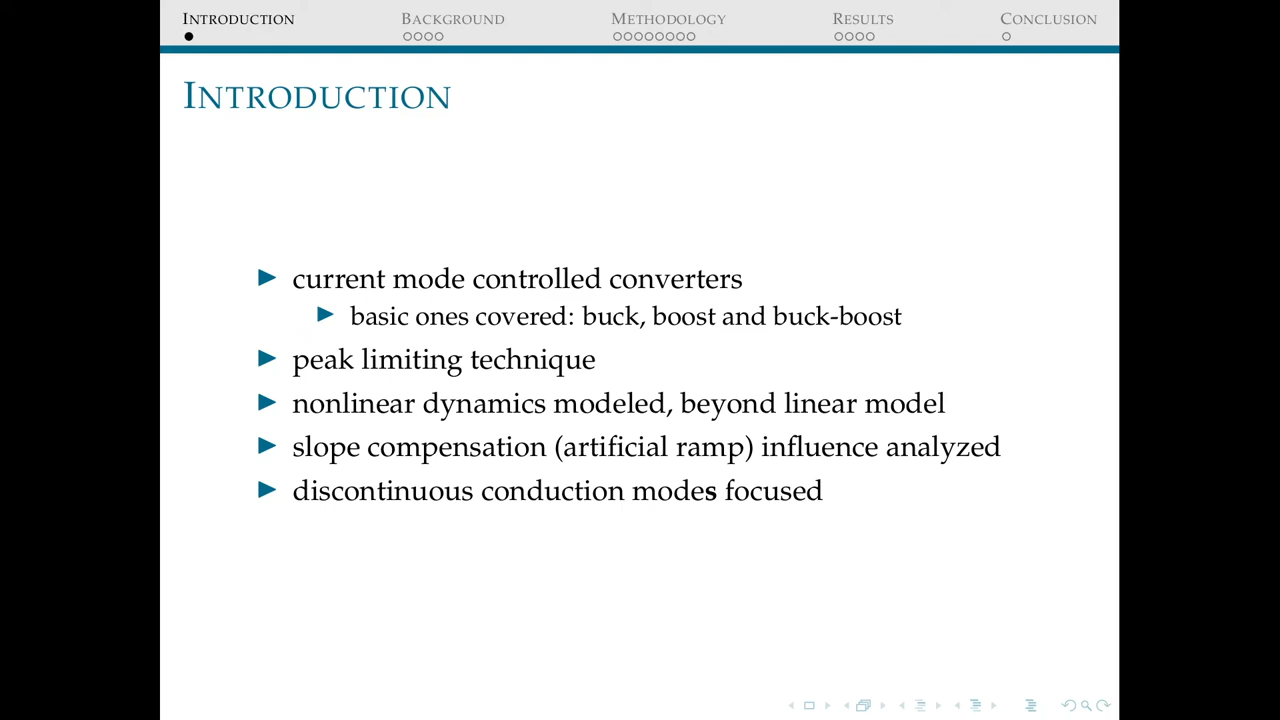 INTRODUCTION BACKGROUND METHODOLOGY RESULTS CONCLUSION
INTRODUCTION
current mode controlled converters
basic ones covered: buck, boost and buck-boost
peak limiting technique
nonlinear dynamics modeled, beyond linear model
slope compensation (artificial ramp) influence analyzed
discontinuous conduction modes focused